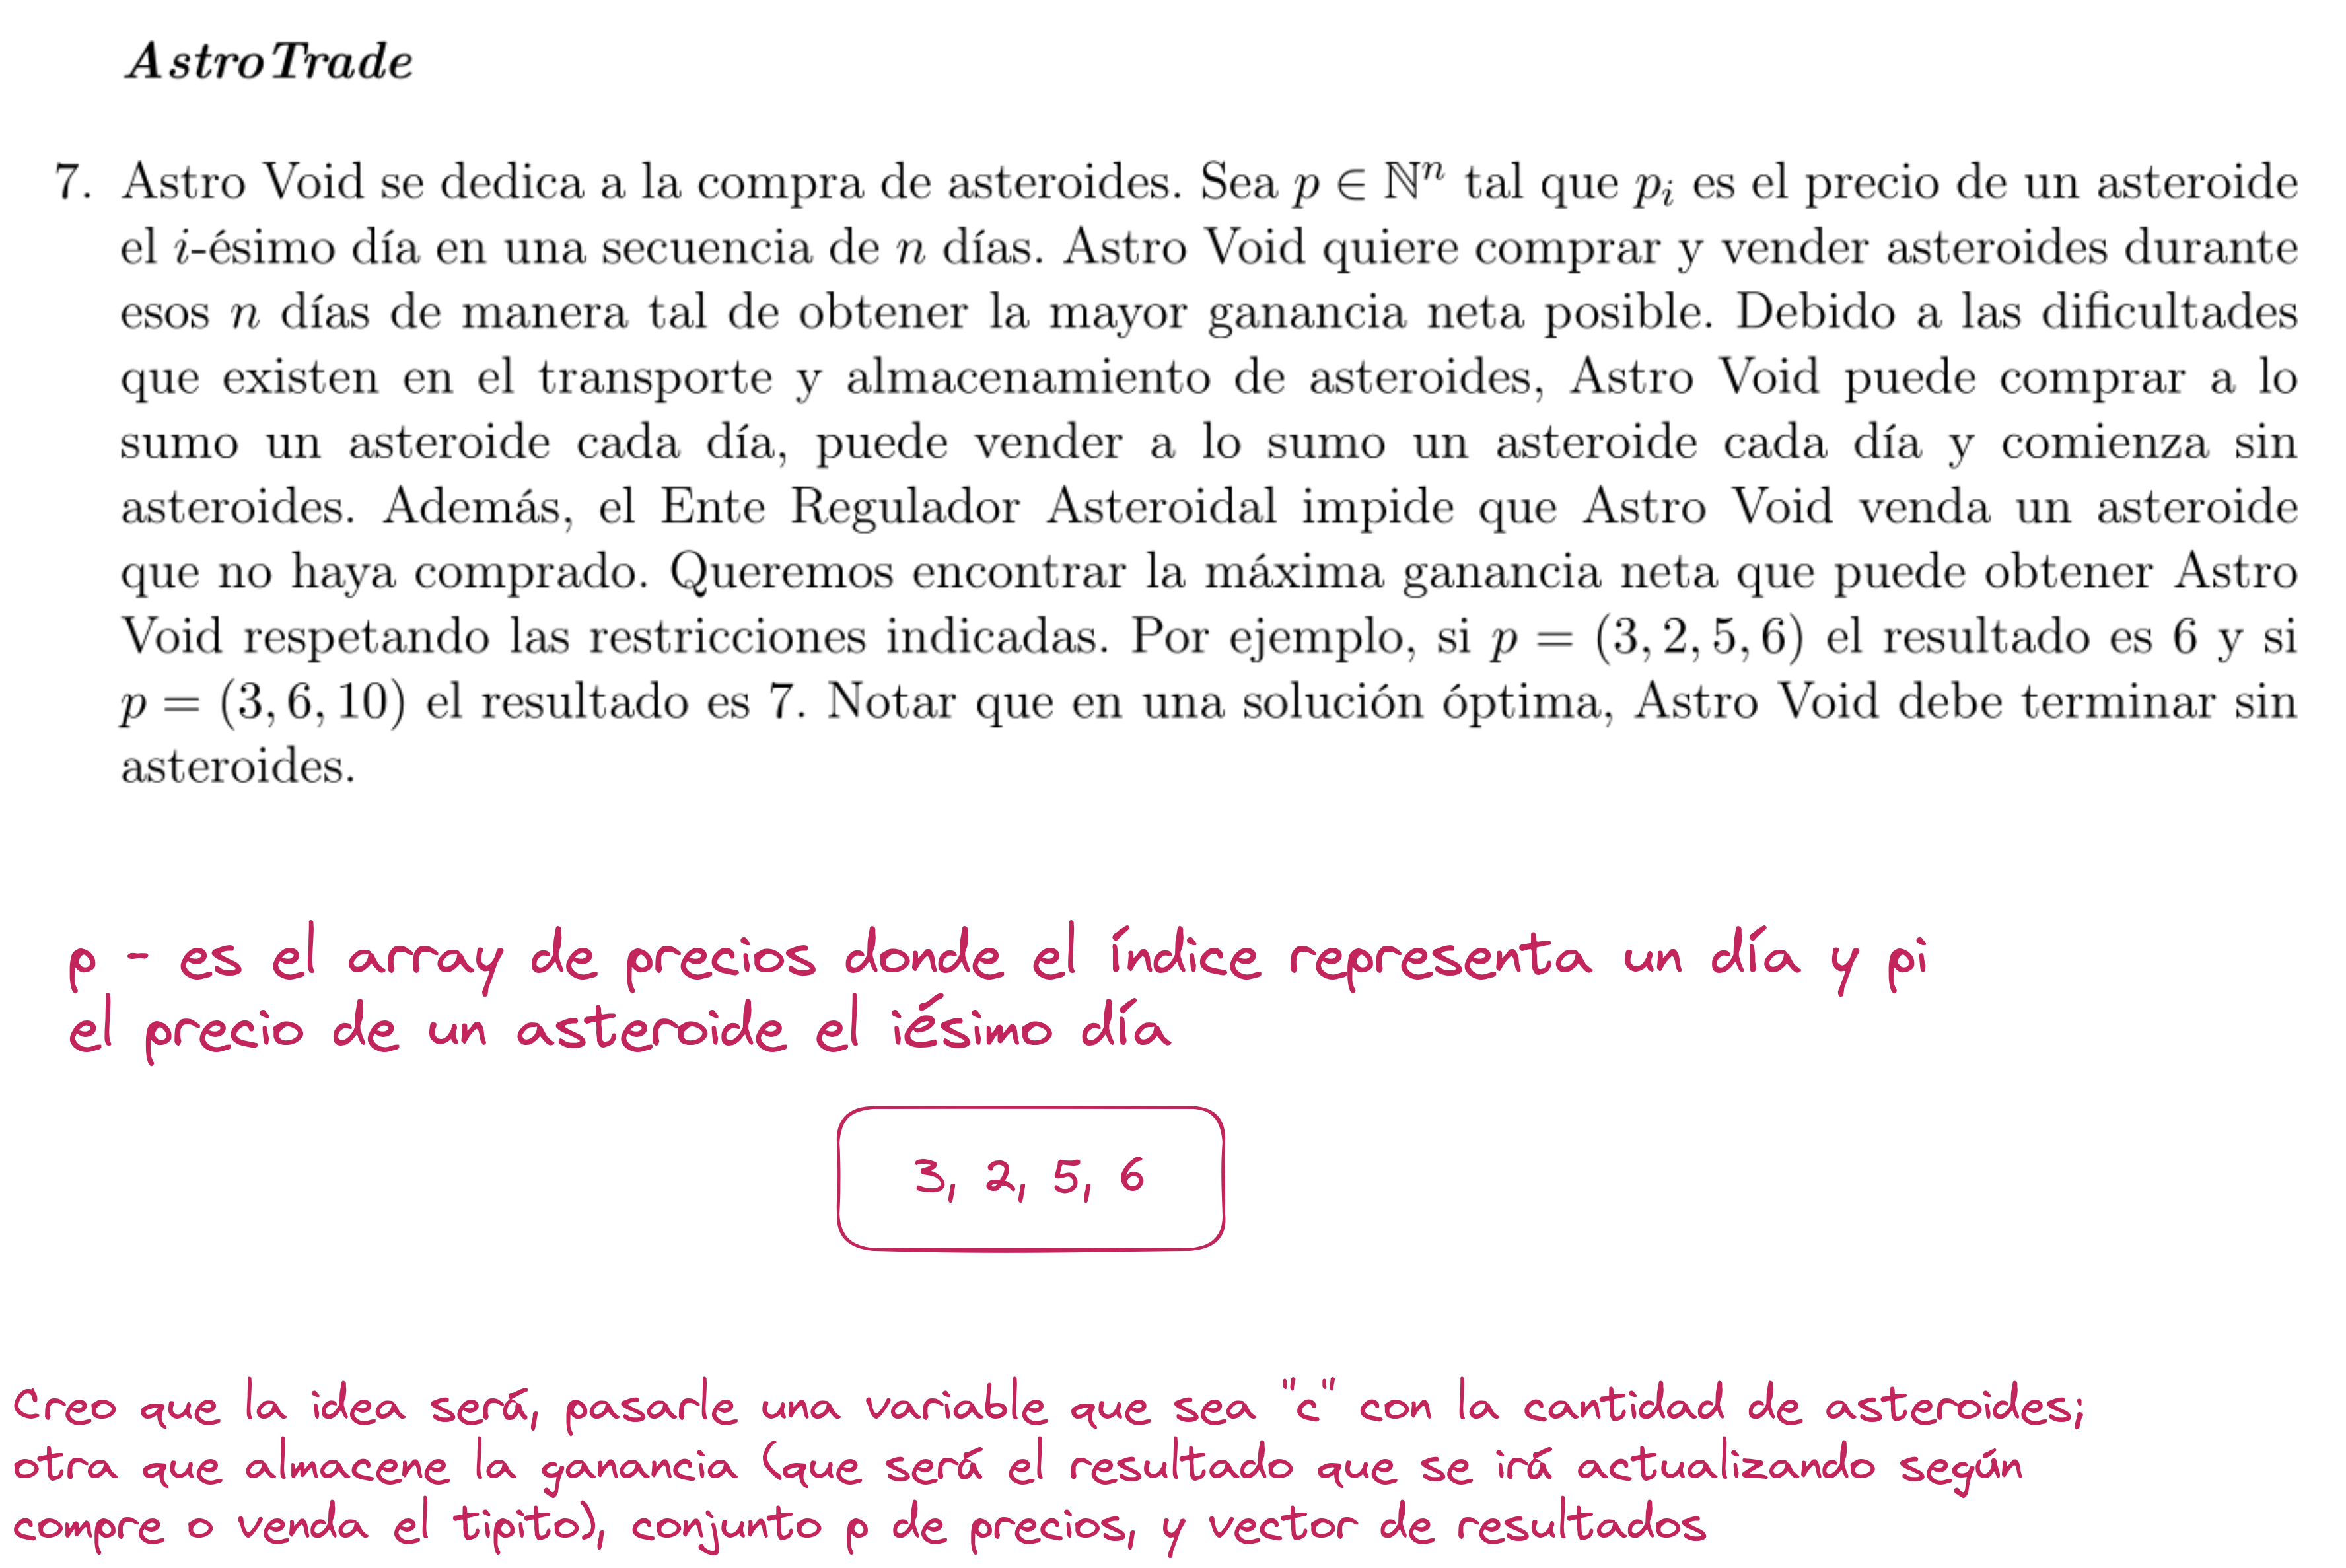 AstroTrade
7. Astro Void se dedica a la compra de asteroides. Sea p ∈ ℕⁿ tal que pᵢ es el precio de un asteroide
el i-ésimo día en una secuencia de n días. Astro Void quiere comprar y vender asteroides durante
esos n días de manera tal de obtener la mayor ganancia neta posible. Debido a las dificultades
que existen en el transporte y almacenamiento de asteroides, Astro Void puede comprar a lo
sumo un asteroide cada día, puede vender a lo sumo un asteroide cada día y comienza sin
asteroides. Además, el Ente Regulador Asteroidal impide que Astro Void venda un asteroide
que no haya comprado. Queremos encontrar la máxima ganancia neta que puede obtener Astro
Void respetando las restricciones indicadas. Por ejemplo, si p = (3, 2, 5, 6) el resultado es 6 y si
p = (3, 6, 10) el resultado es 7. Notar que en una solución óptima, Astro Void debe terminar sin
asteroides.
p - es el array de precios donde el índice representa un día y pi
el precio de un asteroide el iésimo día
3, 2, 5, 6
Creo que la idea será, pasarle una variable que sea "c" con la cantidad de asteroides;
otra que almacene la ganancia (que será el resultado que se irá actualizando según
compre o venda el tipito), conjunto p de precios, y vector de resultados